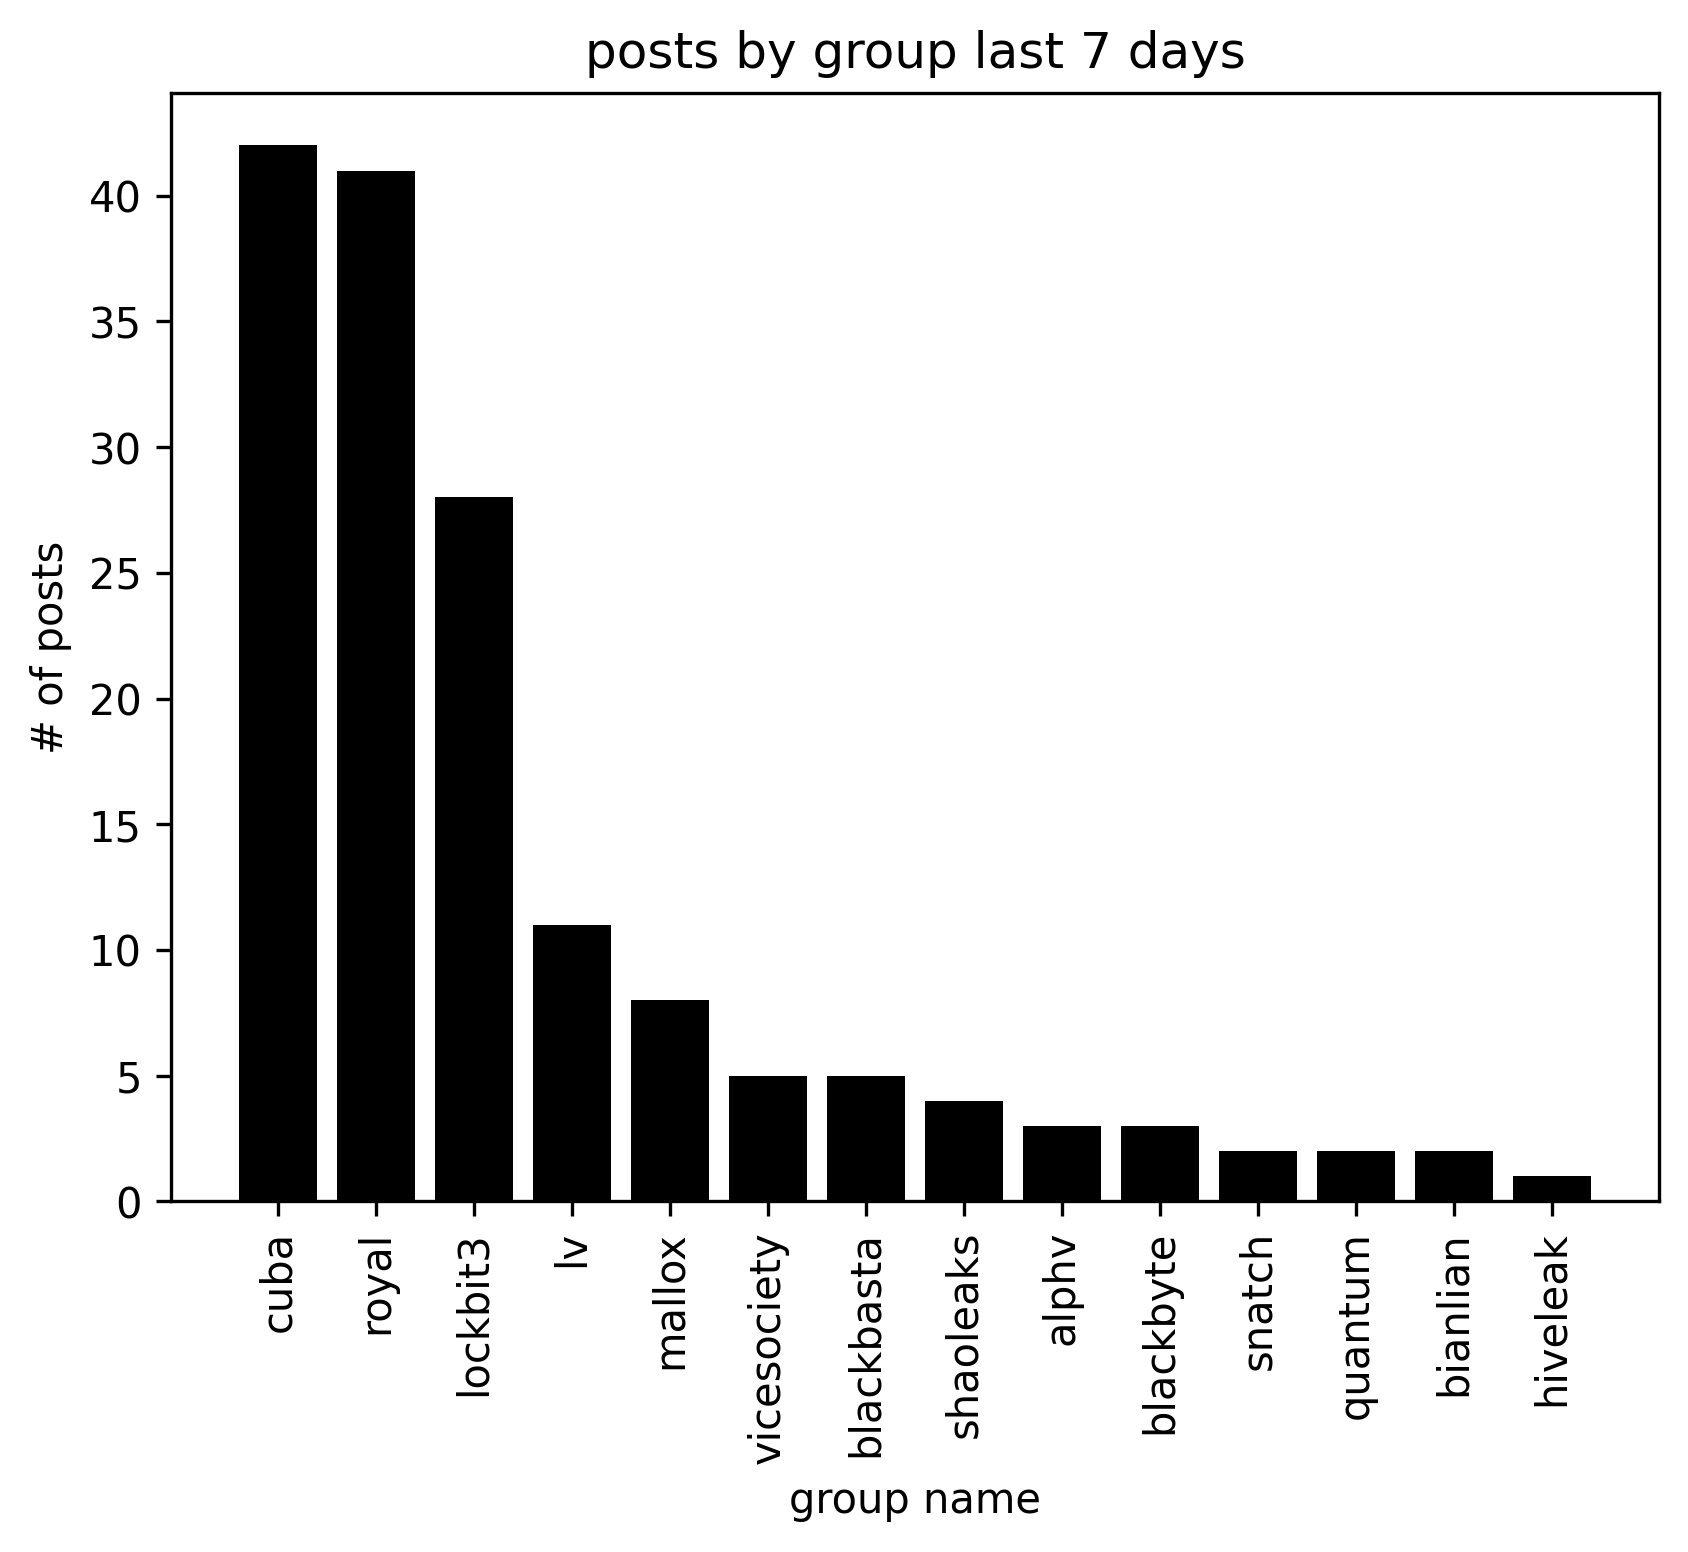 posts by group last 7 days
# of posts
40
35
30
25
20
15
10
5
0
cuba
royal
lockbit3
lv
mallox
vicesociety
blackbasta
shaoleaks
alphv
blackbyte
snatch
quantum
bianlian
hiveleak
group name